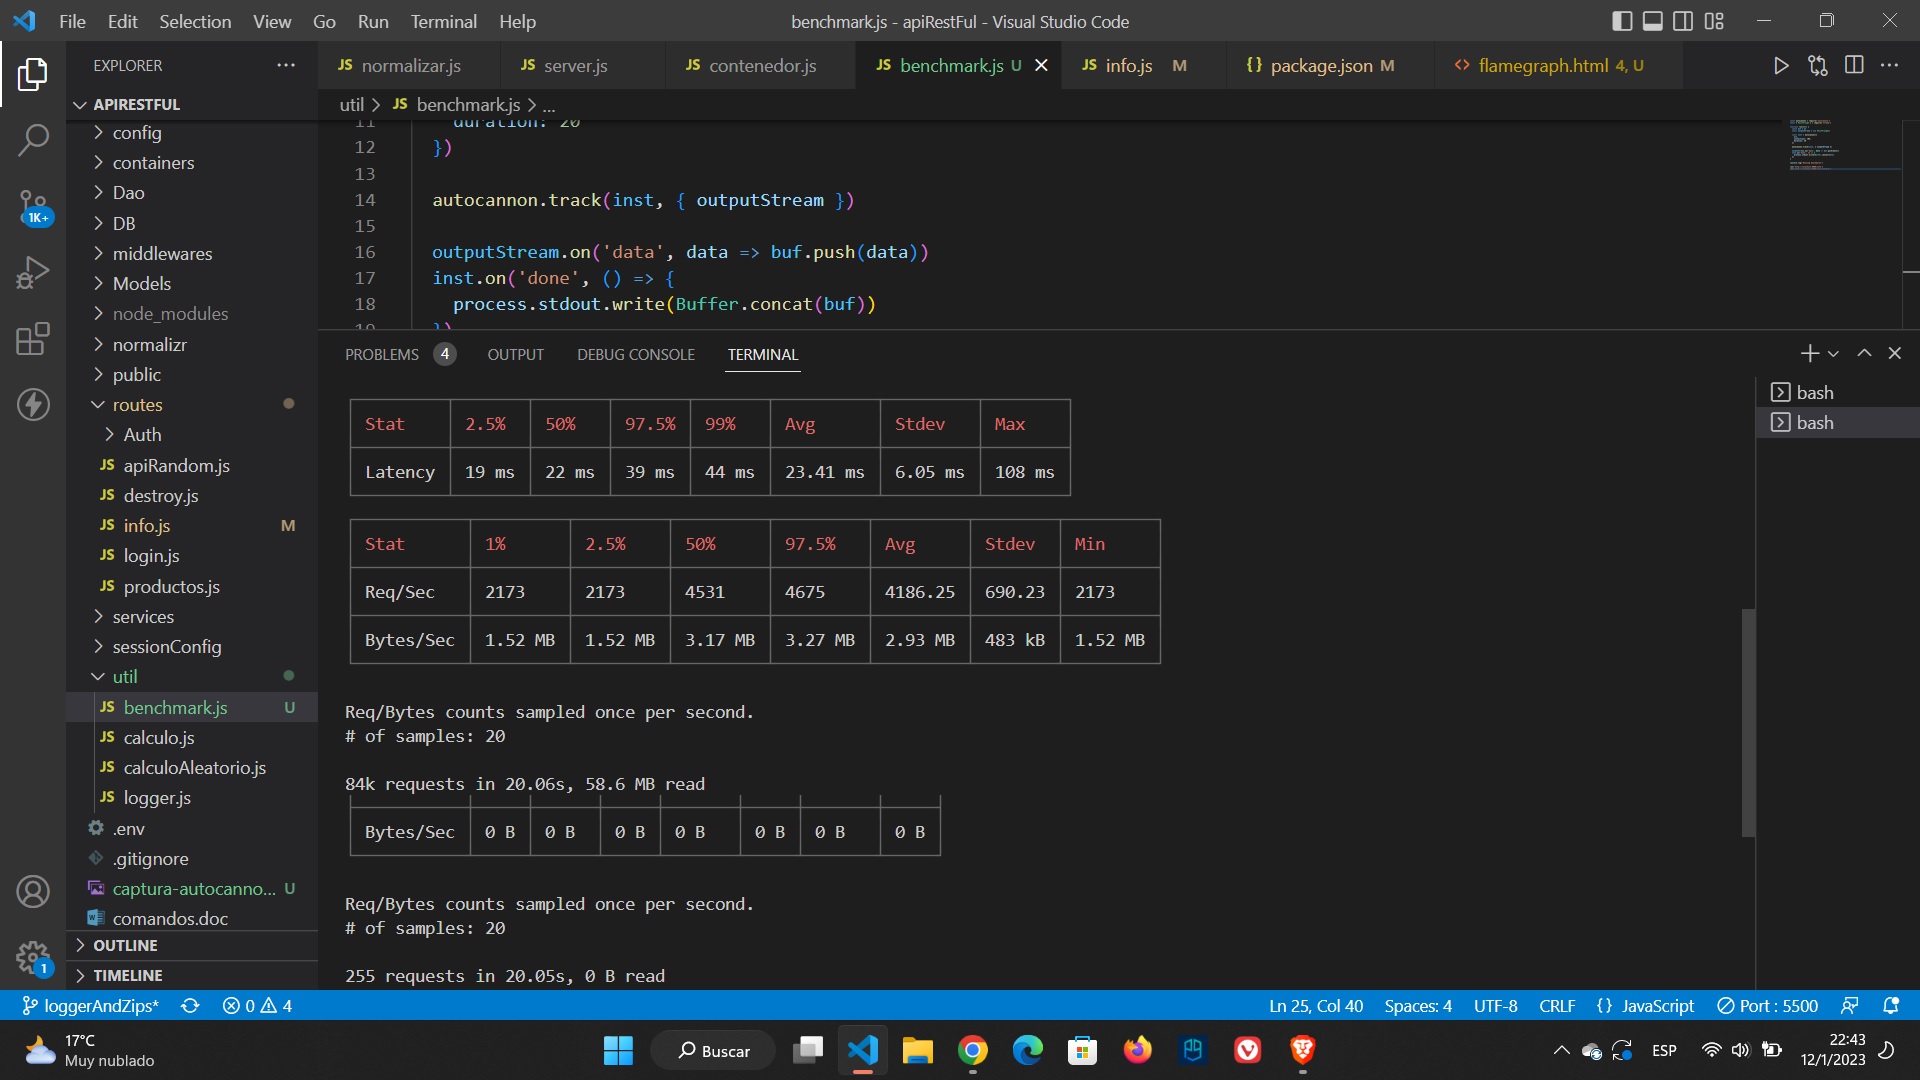 File Edit Selection View Go Run Terminal Help
benchmark.js - apiRestFul - Visual Studio Code
EXPLORER
JS normalizar.js
JS server.js
JS contenedor.js
JS benchmark.js U
JS info.js M
{} package.json M
<> flamegraph.html 4, U
util > JS benchmark.js > ...
APIRESTFUL
config
containers
Dao
DB
middlewares
Models
node_modules
normalizr
public
routes
Auth
JS apiRandom.js
JS destroy.js
JS info.js M
JS login.js
JS productos.js
services
sessionConfig
util
JS benchmark.js U
JS calculo.js
JS calculoAleatorio.js
JS logger.js
.env
.gitignore
captura-autocanno... U
comandos.doc
OUTLINE
TIMELINE
1K+
1
11 duration: 20
12 })
13
14 autocannon.track(inst, { outputStream })
15
16 outputStream.on('data', data => buf.push(data))
17 inst.on('done', () => {
18 process.stdout.write(Buffer.concat(buf))
19 })
PROBLEMS 4 OUTPUT DEBUG CONSOLE TERMINAL
bash
bash
Stat 2.5% 50% 97.5% 99% Avg Stdev Max
Latency 19 ms 22 ms 39 ms 44 ms 23.41 ms 6.05 ms 108 ms
Stat 1% 2.5% 50% 97.5% Avg Stdev Min
Req/Sec 2173 2173 4531 4675 4186.25 690.23 2173
Bytes/Sec 1.52 MB 1.52 MB 3.17 MB 3.27 MB 2.93 MB 483 kB 1.52 MB
Req/Bytes counts sampled once per second.
# of samples: 20
84k requests in 20.06s, 58.6 MB read
Bytes/Sec 0 B 0 B 0 B 0 B 0 B 0 B 0 B
Req/Bytes counts sampled once per second.
# of samples: 20
255 requests in 20.05s, 0 B read
loggerAndZips* 0 4
Ln 25, Col 40 Spaces: 4 UTF-8 CRLF {} JavaScript Port : 5500
17°C
Muy nublado
Buscar
ESP
22:43
12/1/2023